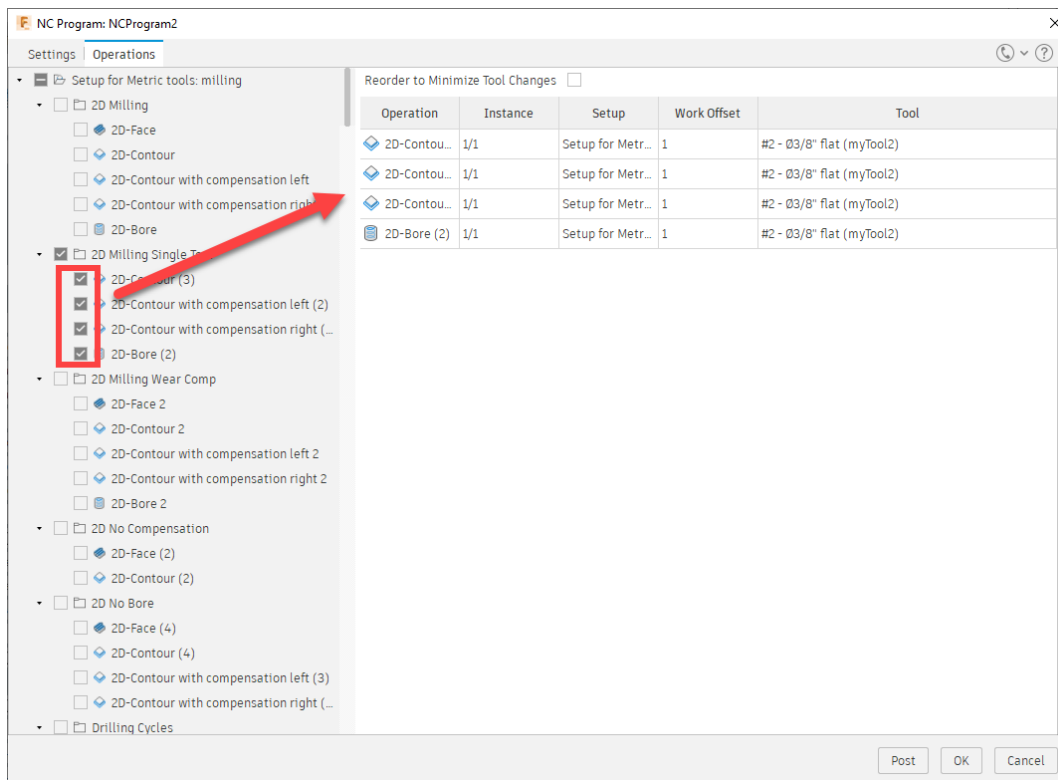 NC Program: NCProgram2
Settings Operations
Setup for Metric tools: milling
2D Milling
2D-Face
2D-Contour
2D-Contour with compensation left
2D-Contour with compensation
2D-Bore
2D Milling Single
2D-Contour (3)
2D-Contour with compensation left (2)
2D-Contour with compensation right (...
2D-Bore (2)
2D Milling Wear Comp
2D-Face 2
2D-Contour 2
2D-Contour with compensation left 2
2D-Contour with compensation right 2
2D-Bore 2
2D No Compensation
2D-Face (2)
2D-Contour (2)
2D No Bore
2D-Face (4)
2D-Contour (4)
2D-Contour with compensation left (3)
2D-Contour with compensation right (...
Drilling Cycles
Reorder to Minimize Tool Changes
Operation Instance Setup Work Offset Tool
2D-Contou... 1/1 Setup for Metr... 1 #2 - Ø3/8" flat (myTool2)
2D-Contou... 1/1 Setup for Metr... 1 #2 - Ø3/8" flat (myTool2)
2D-Contou... 1/1 Setup for Metr... 1 #2 - Ø3/8" flat (myTool2)
2D-Bore (2) 1/1 Setup for Metr... 1 #2 - Ø3/8" flat (myTool2)
Post OK Cancel